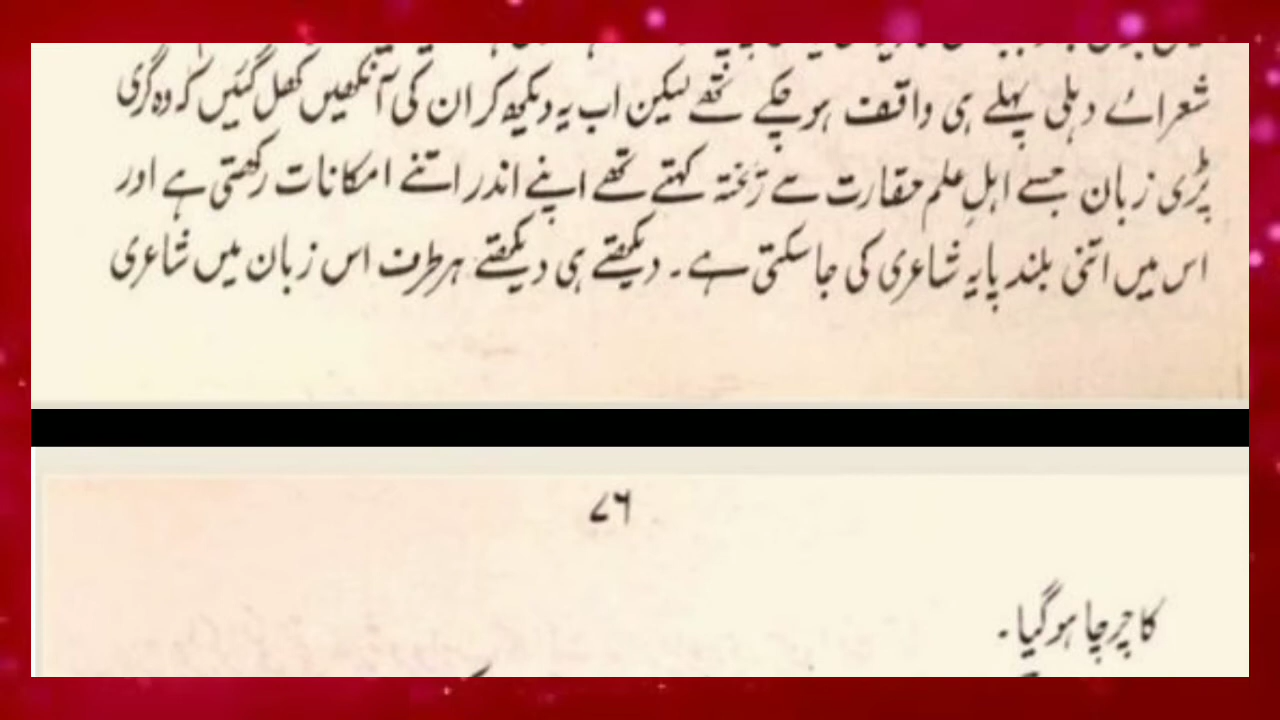 شعرائے دہلی پہلے ہی واقف ہو چکے تھے لیکن اب یہ دیکھ کر ان کی آنکھیں کھل گئیں کہ وہ گری
پڑی زبان جسے اہلِ علم حقارت سے ریختہ کہتے تھے اپنے اندر اتنے امکانات رکھتی ہے اور
اس میں اتنی بلند پایہ شاعری کی جاسکتی ہے۔ دیکھتے ہی دیکھتے ہر طرف اس زبان میں شاعری
۷۶
کا چرچا ہو گیا۔